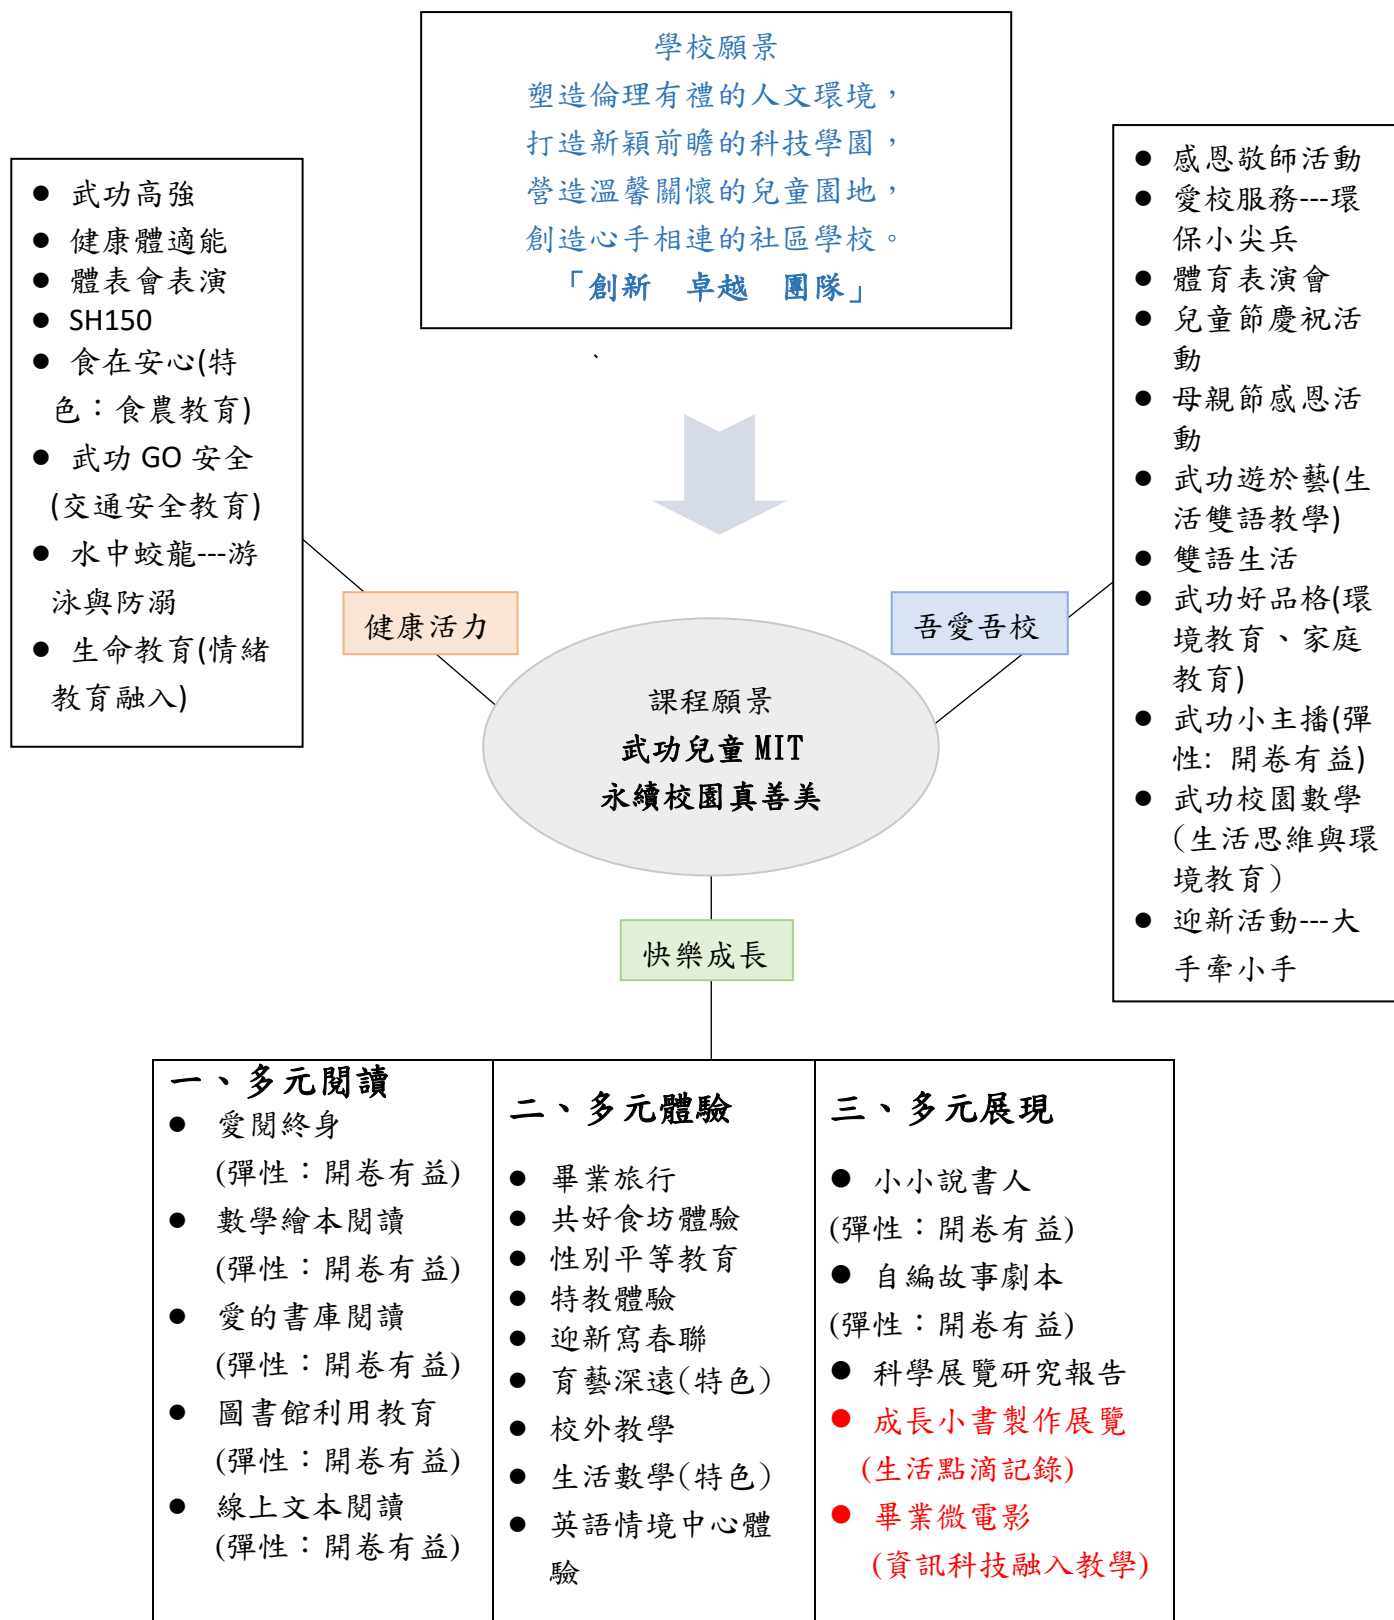 學校願景
塑造倫理有禮的人文環境，
打造新穎前瞻的科技學園，
營造溫馨關懷的兒童園地，
創造心手相連的社區學校。
「創新　卓越　團隊」
、
● 武功高強
● 健康體適能
● 體表會表演
● SH150
● 食在安心(特
色：食農教育)
● 武功 GO 安全
(交通安全教育)
● 水中蛟龍---游
泳與防溺
● 生命教育(情緒
教育融入)
● 感恩敬師活動
● 愛校服務---環
保小尖兵
● 體育表演會
● 兒童節慶祝活
動
● 母親節感恩活
動
● 武功遊於藝(生
活雙語教學)
● 雙語生活
● 武功好品格(環
境教育、家庭
教育)
● 武功小主播(彈
性: 開卷有益)
● 武功校園數學
（生活思維與環
境教育）
● 迎新活動---大
手牽小手
健康活力
吾愛吾校
課程願景
武功兒童 MIT
永續校園真善美
快樂成長
一、多元閱讀
● 愛閱終身
(彈性：開卷有益)
● 數學繪本閱讀
(彈性：開卷有益)
● 愛的書庫閱讀
(彈性：開卷有益)
● 圖書館利用教育
(彈性：開卷有益)
● 線上文本閱讀
(彈性：開卷有益)
二、多元體驗
● 畢業旅行
● 共好食坊體驗
● 性別平等教育
● 特教體驗
● 迎新寫春聯
● 育藝深遠(特色)
● 校外教學
● 生活數學(特色)
● 英語情境中心體
驗
三、多元展現
● 小小說書人
(彈性：開卷有益)
● 自編故事劇本
(彈性：開卷有益)
● 科學展覽研究報告
● 成長小書製作展覽
(生活點滴記錄)
● 畢業微電影
(資訊科技融入教學)